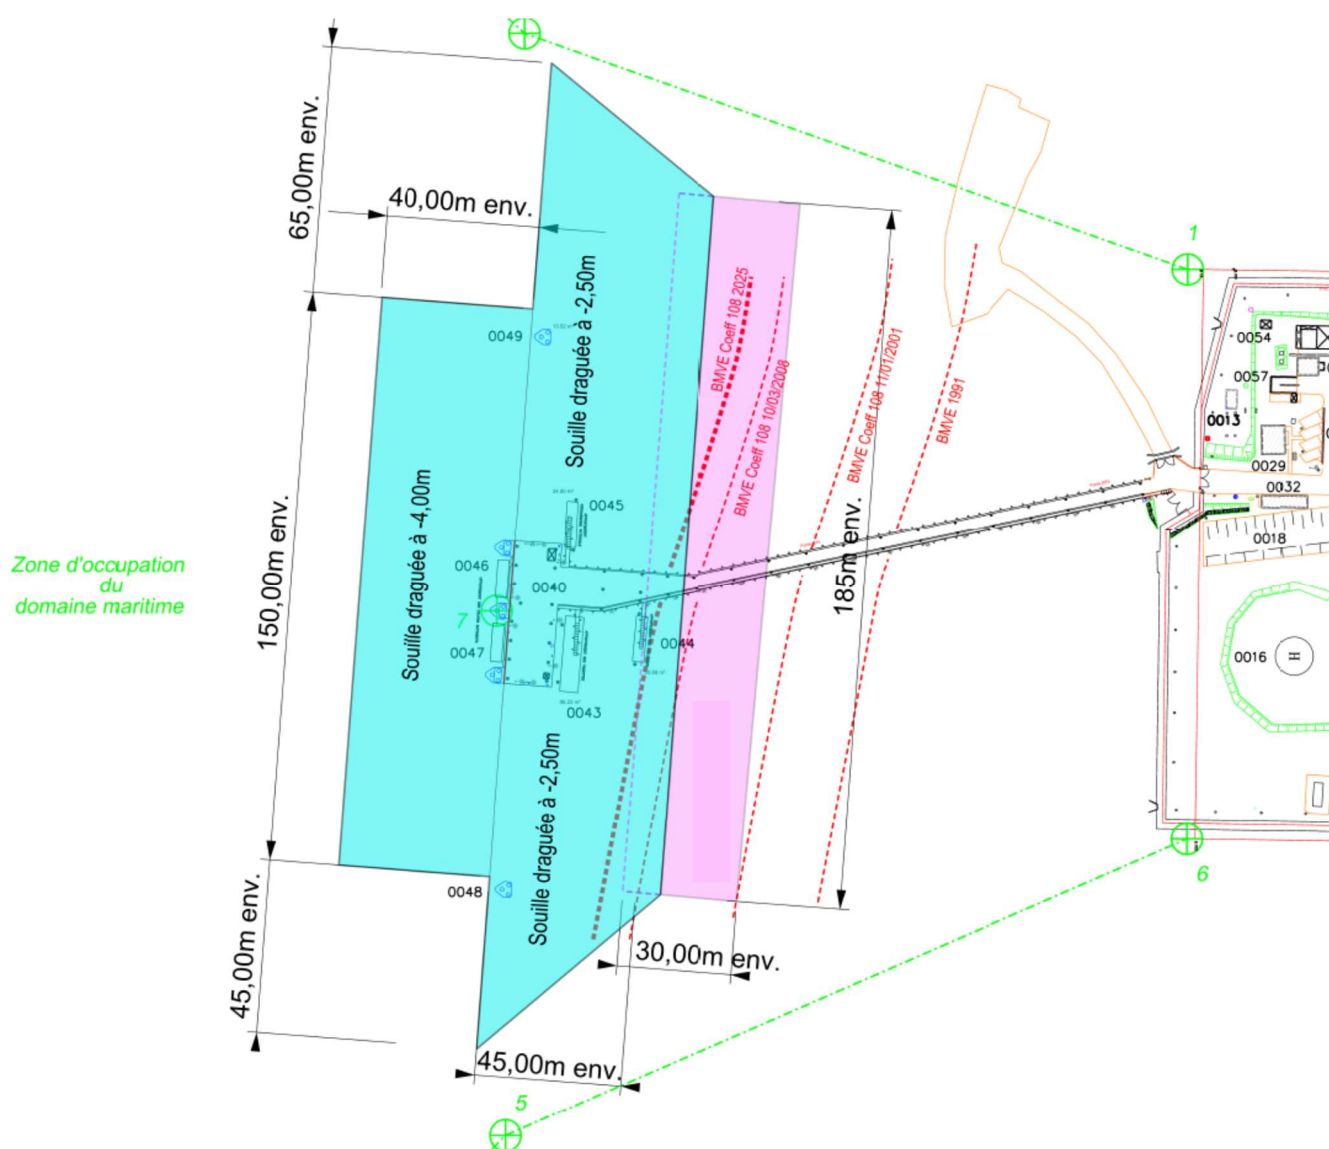 65,00m env.
40,00m env.
1
Souille draguée à -2,50m
0049
BMVE Coeff 108 2025
BMVE Coeff 108 10/03/2008
BMVE Coeff 108 11/01/2001
BMVE 1991
0054
0057
0013
0029
0032
0018
0045
Souille draguée à -4,00m
150,00m env.
0046
0040
Zone d'occupation
du
domaine maritime
7
0047
0044
185m env.
0016
H
0043
Souille draguée à -2,50m
0048
6
45,00m env.
30,00m env.
45,00m env.
5